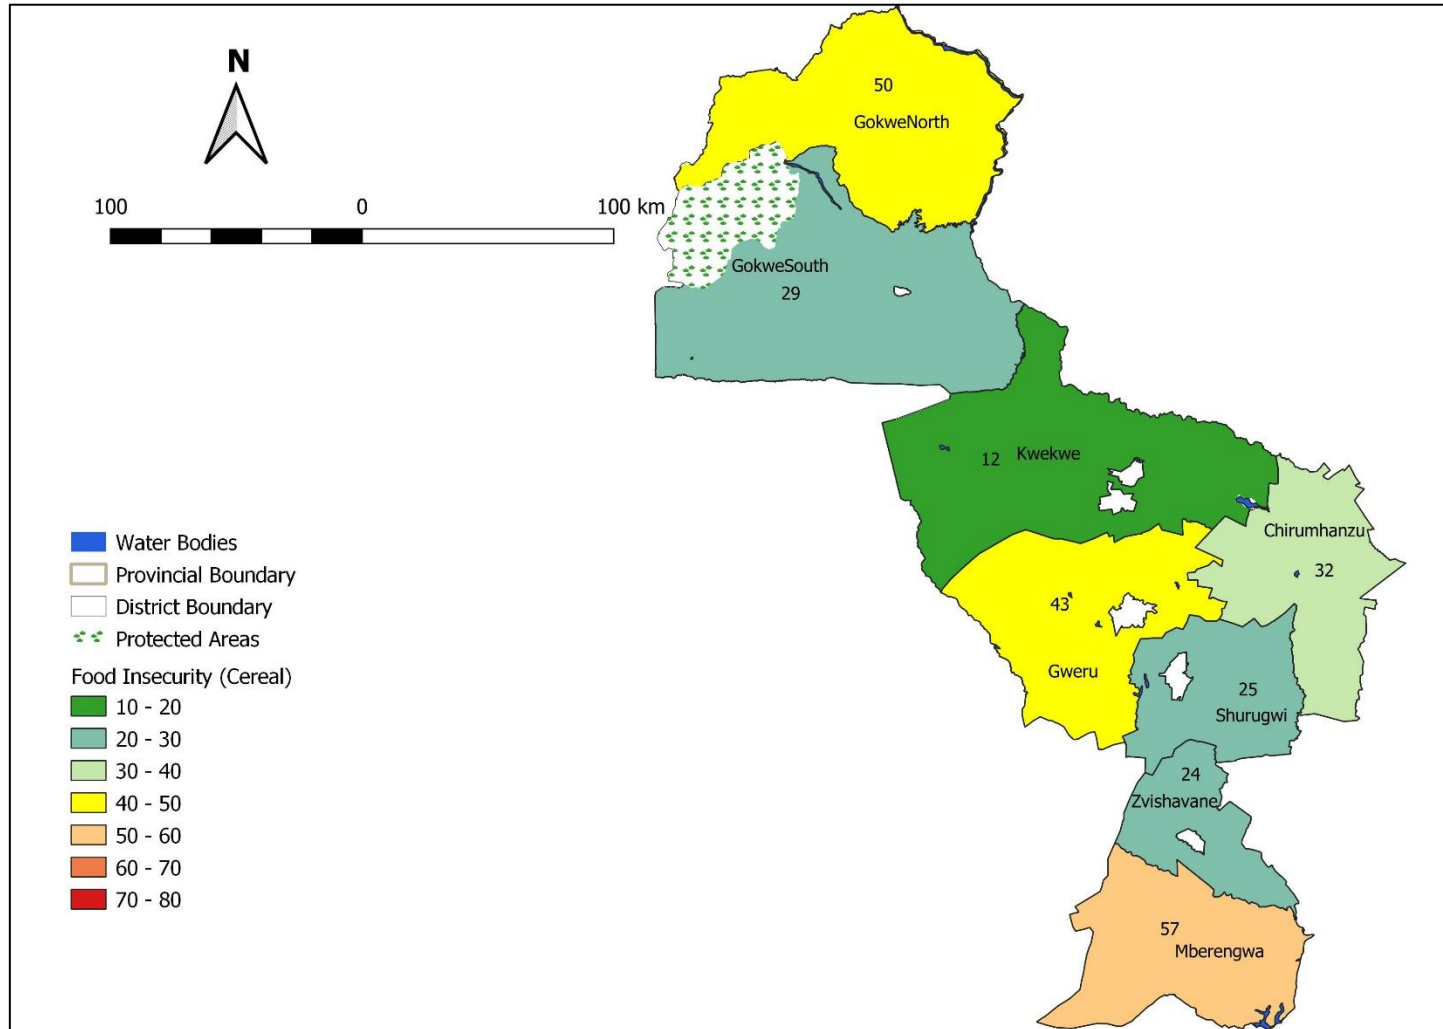 N
100 0 100 km
50
GokweNorth
GokweSouth
29
12 Kwekwe
Chirumhanzu
32
43
Gweru
25
Shurugwi
24
Zvishavane
57
Mberengwa
Water Bodies
Provincial Boundary
District Boundary
Protected Areas
Food Insecurity (Cereal)
10 - 20
20 - 30
30 - 40
40 - 50
50 - 60
60 - 70
70 - 80